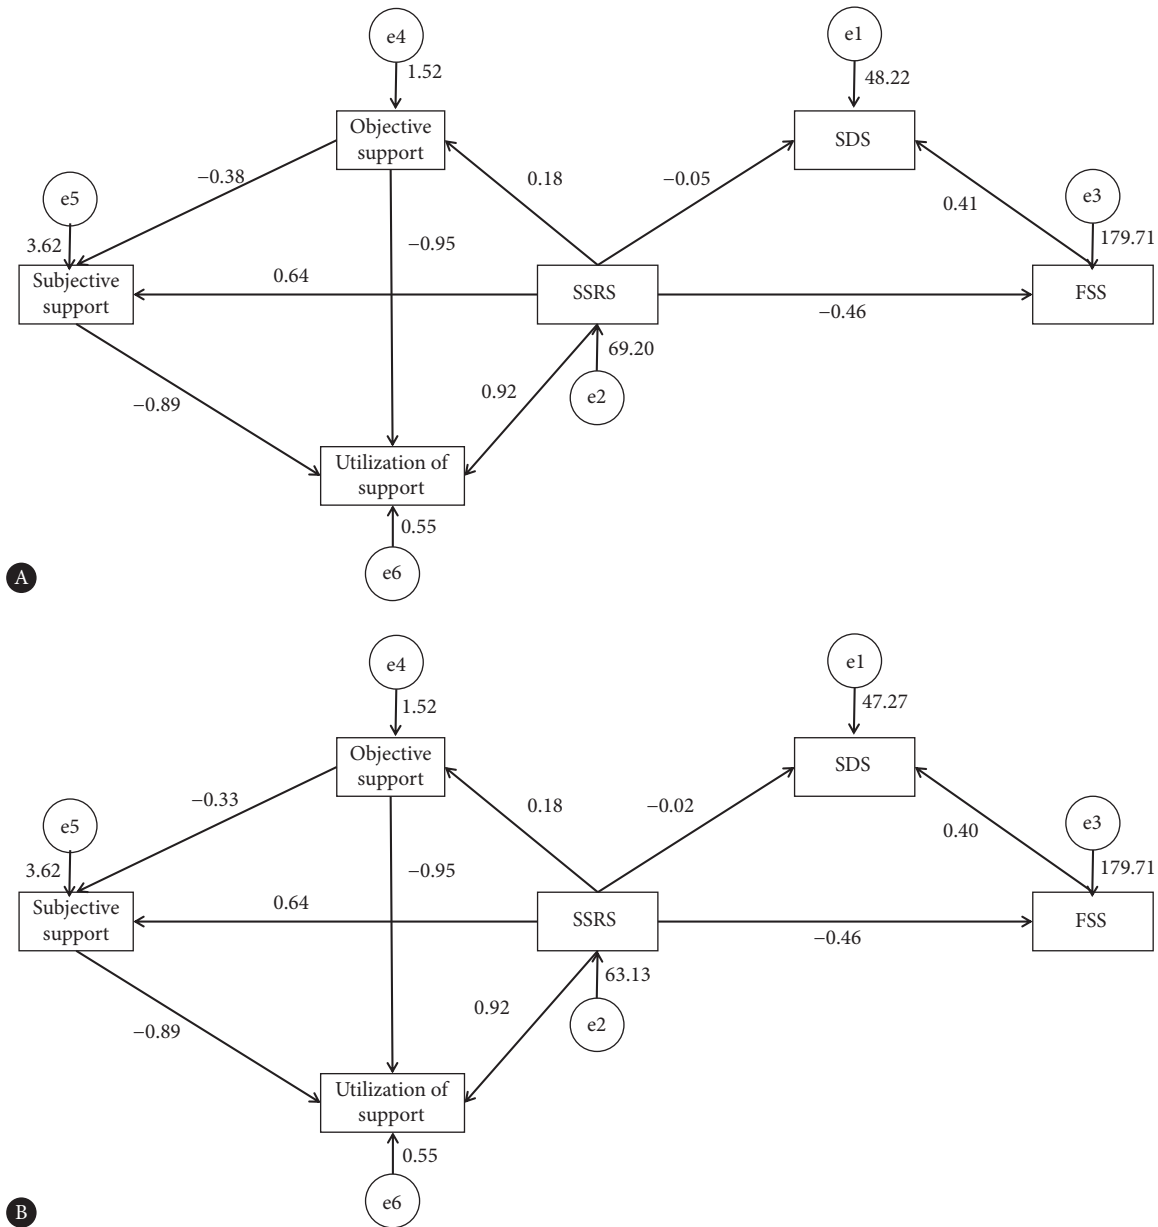 e4
e1
1.52
48.22
Objective
support
SDS
−0.38
0.18
−0.05
e5
e3
0.41
3.62
−0.95
179.71
Subjective
support
0.64
SSRS
FSS
−0.46
69.20
−0.89
0.92
e2
Utilization of
support
0.55
e6
A
e4
e1
1.52
47.27
Objective
support
SDS
−0.33
0.18
−0.02
e5
e3
0.40
3.62
−0.95
179.71
Subjective
support
0.64
SSRS
FSS
−0.46
63.13
−0.89
0.92
e2
Utilization of
support
0.55
e6
B